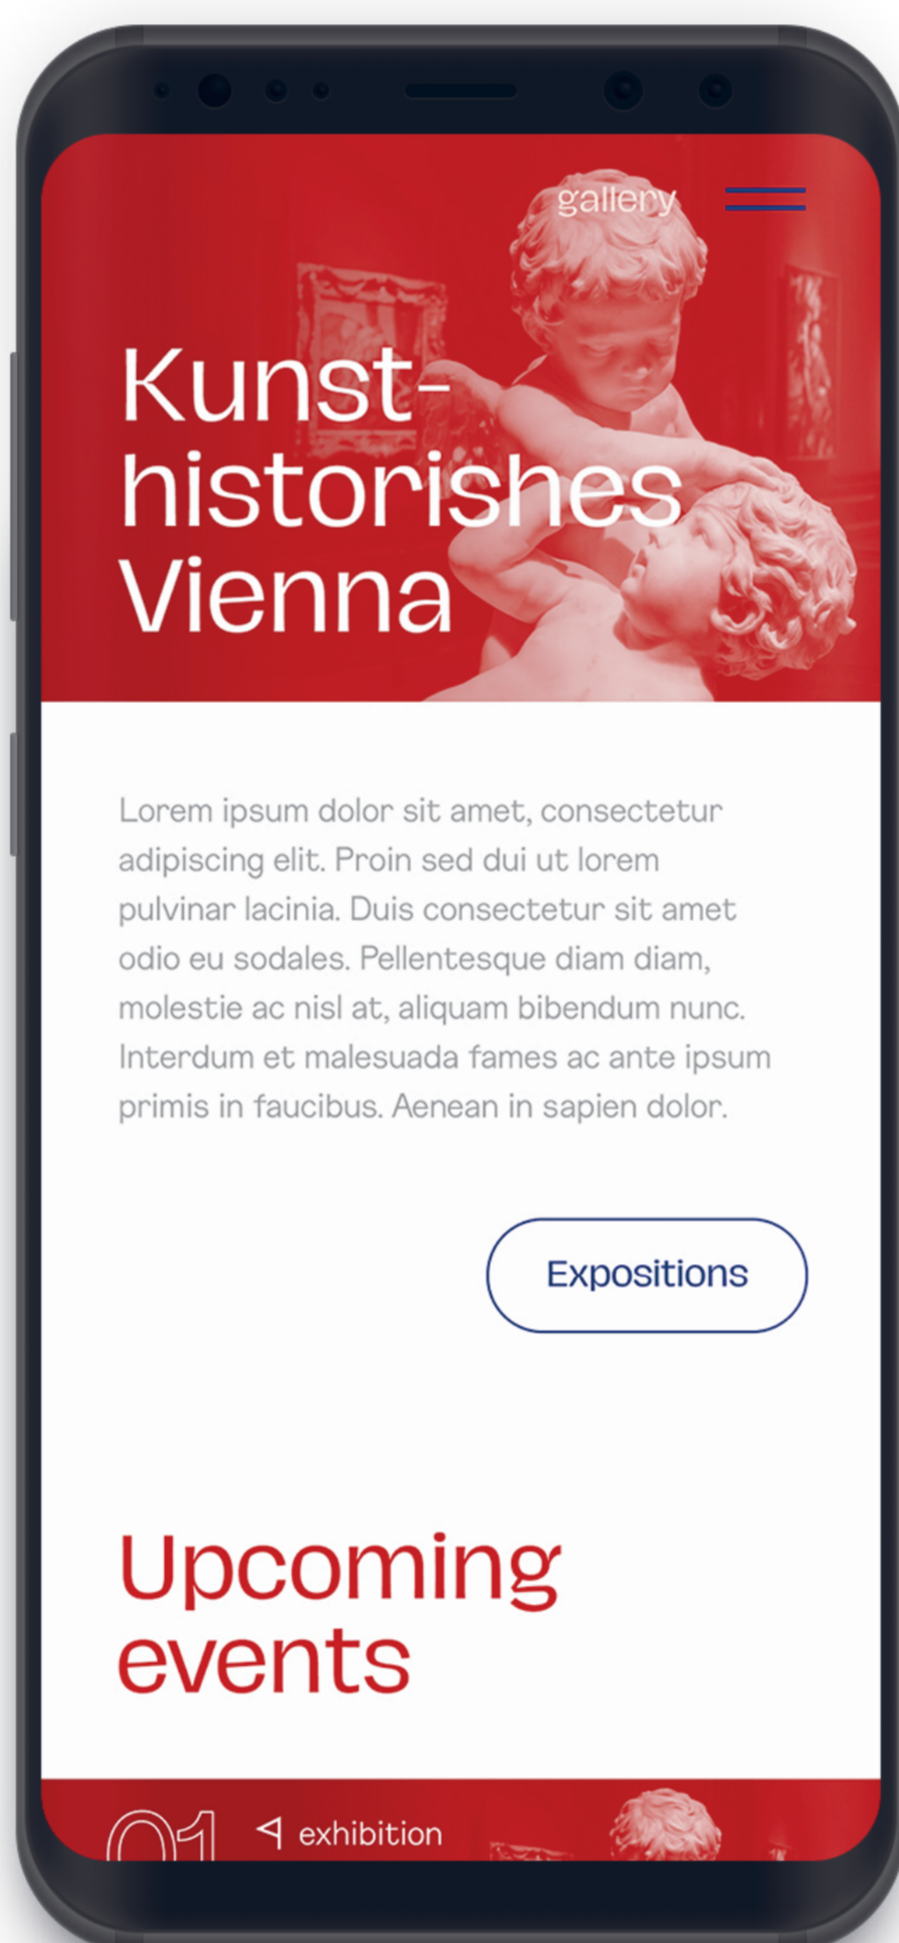 gallery
Kunst-
historishes
Vienna
Lorem ipsum dolor sit amet, consectetur
adipiscing elit. Proin sed dui ut lorem
pulvinar lacinia. Duis consectetur sit amet
odio eu sodales. Pellentesque diam diam,
molestie ac nisl at, aliquam bibendum nunc.
Interdum et malesuada fames ac ante ipsum
primis in faucibus. Aenean in sapien dolor.
Expositions
Upcoming
events
01 exhibition